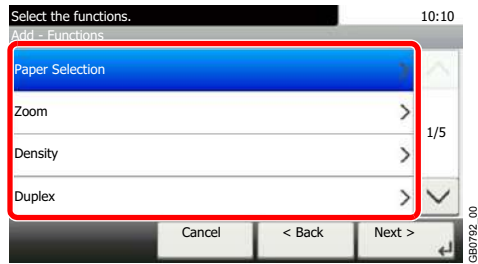 Select the functions.
10:10
Add - Functions
Paper Selection
Zoom
1/5
Density
Duplex
Cancel
< Back
Next >
GB0792_00